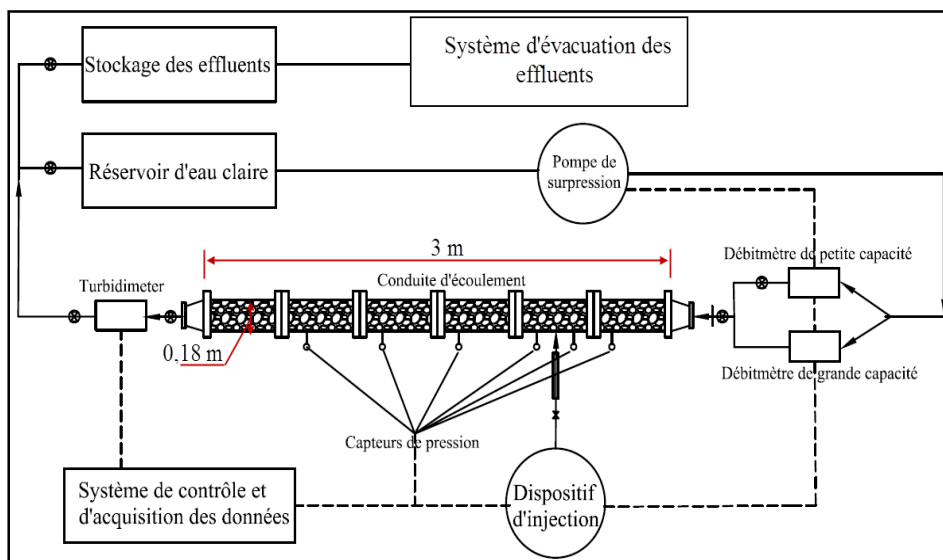 Stockage des effluents
Système d'évacuation des
effluents
Réservoir d'eau claire
Pompe de
surpression
3 m
Débitmètre de petite capacité
Turbidimeter
Conduite d'écoulement
0,18 m
Débitmètre de grande capacité
Capteurs de pression
Système de contrôle et
d'acquisition des données
Dispositif
d'injection